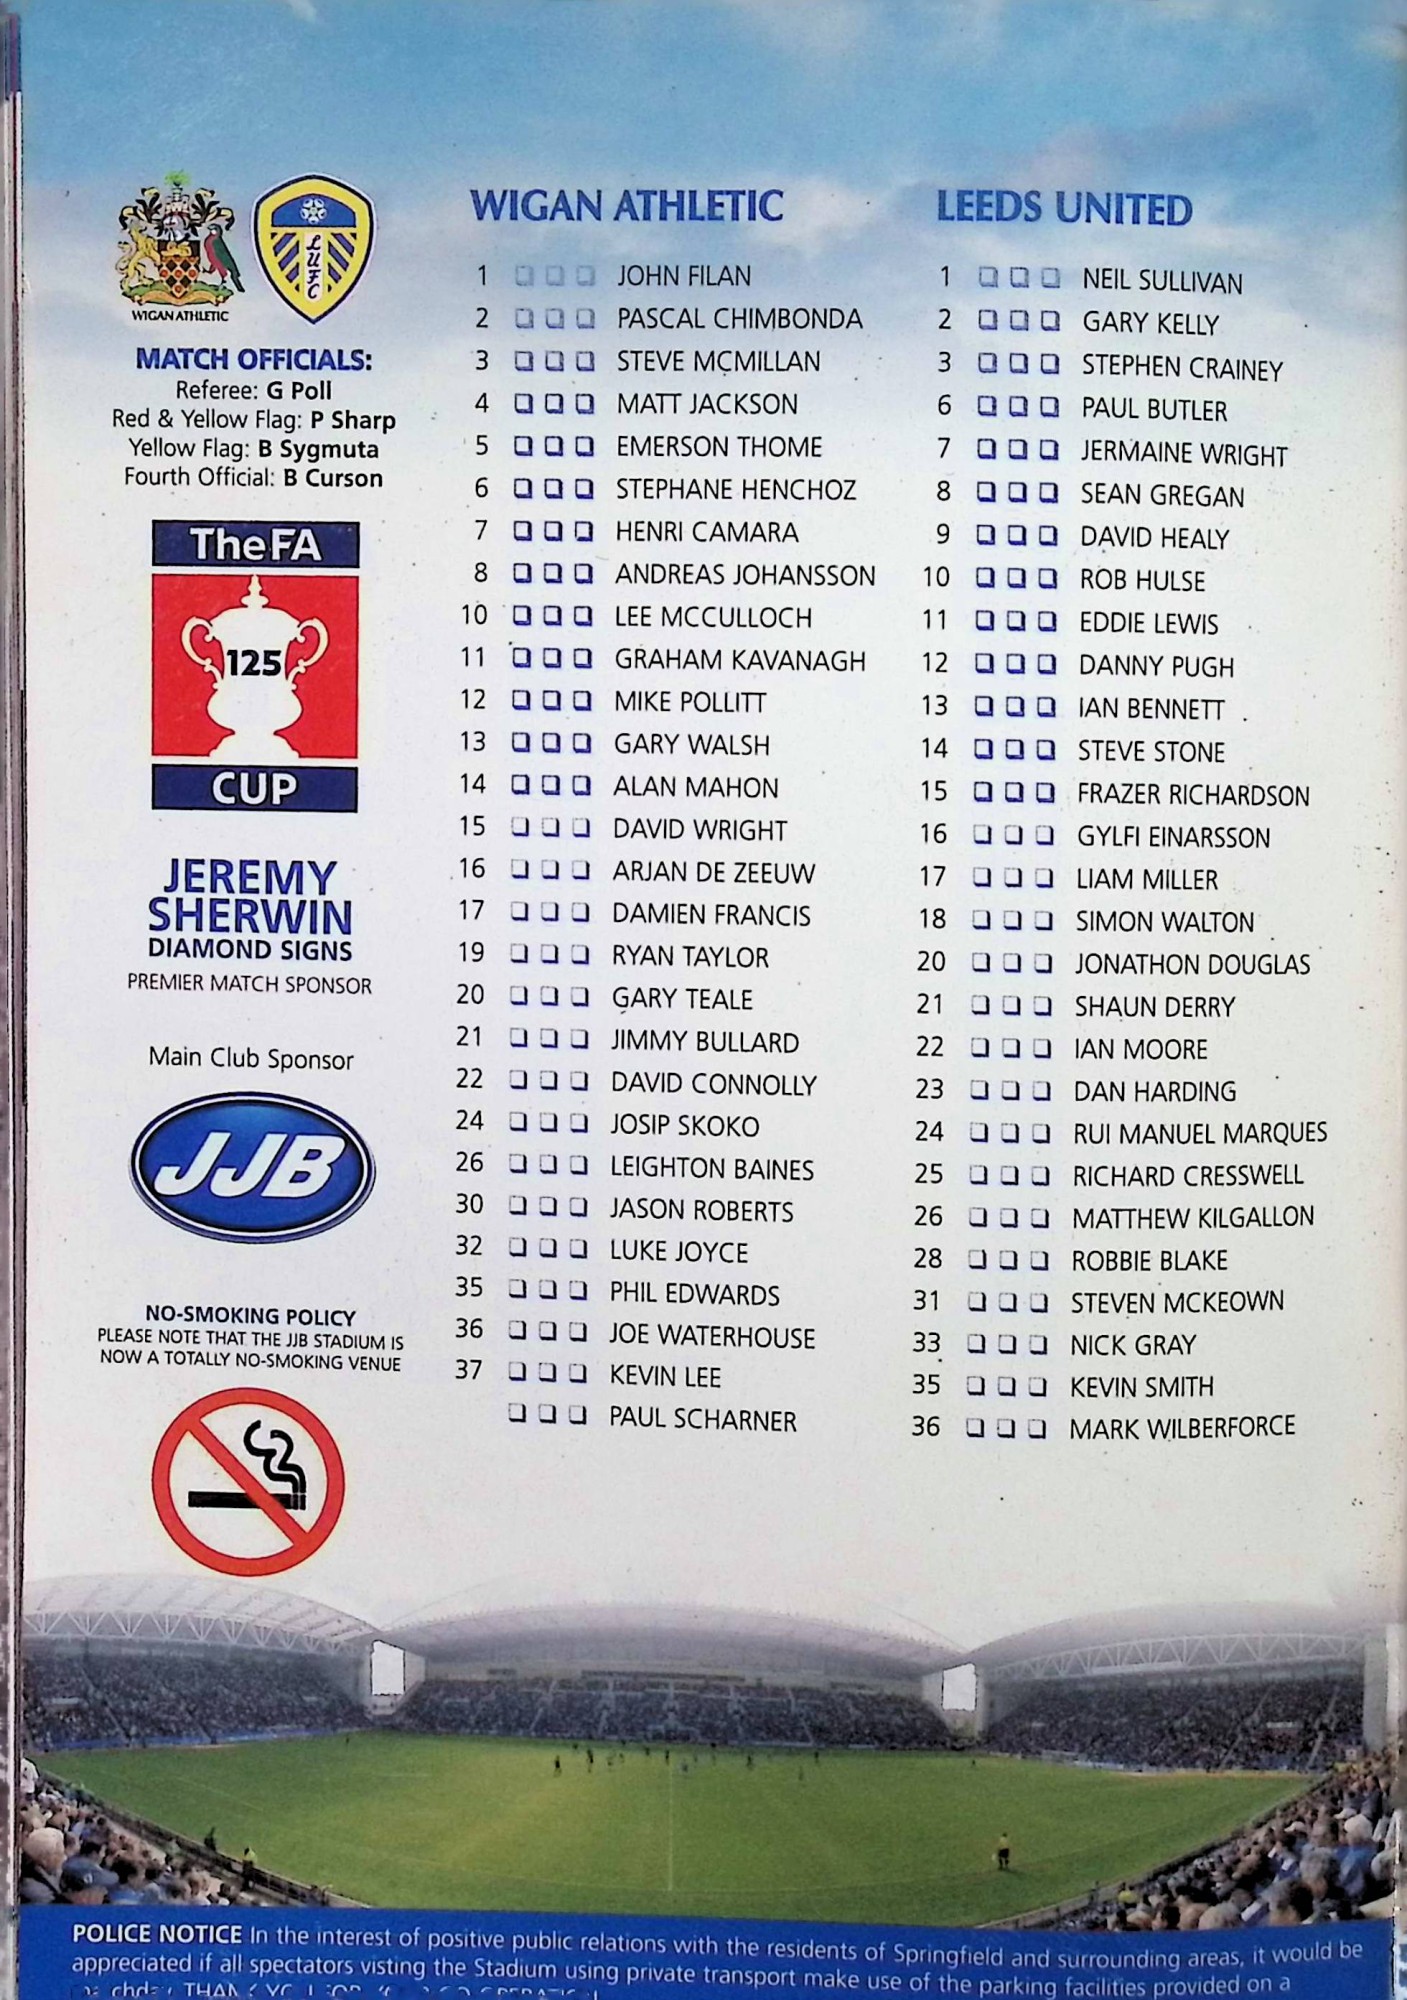 WIGAN ATHLETIC
LUFC
MATCH OFFICIALS:
Referee: G Poll
Red & Yellow Flag: P Sharp
Yellow Flag: B Sygmuta
Fourth Official: B Curson
The FA
125
CUP
JEREMY
SHERWIN
DIAMOND SIGNS
PREMIER MATCH SPONSOR
Main Club Sponsor
JJB
NO-SMOKING POLICY
PLEASE NOTE THAT THE JJB STADIUM IS
NOW A TOTALLY NO-SMOKING VENUE
WIGAN ATHLETIC
1 JOHN FILAN
2 PASCAL CHIMBONDA
3 STEVE MCMILLAN
4 MATT JACKSON
5 EMERSON THOME
6 STEPHANE HENCHOZ
7 HENRI CAMARA
8 ANDREAS JOHANSSON
10 LEE MCCULLOCH
11 GRAHAM KAVANAGH
12 MIKE POLLITT
13 GARY WALSH
14 ALAN MAHON
15 DAVID WRIGHT
16 ARJAN DE ZEEUW
17 DAMIEN FRANCIS
19 RYAN TAYLOR
20 GARY TEALE
21 JIMMY BULLARD
22 DAVID CONNOLLY
24 JOSIP SKOKO
26 LEIGHTON BAINES
30 JASON ROBERTS
32 LUKE JOYCE
35 PHIL EDWARDS
36 JOE WATERHOUSE
37 KEVIN LEE
PAUL SCHARNER
LEEDS UNITED
1 NEIL SULLIVAN
2 GARY KELLY
3 STEPHEN CRAINEY
6 PAUL BUTLER
7 JERMAINE WRIGHT
8 SEAN GREGAN
9 DAVID HEALY
10 ROB HULSE
11 EDDIE LEWIS
12 DANNY PUGH
13 IAN BENNETT
14 STEVE STONE
15 FRAZER RICHARDSON
16 GYLFI EINARSSON
17 LIAM MILLER
18 SIMON WALTON
20 JONATHON DOUGLAS
21 SHAUN DERRY
22 IAN MOORE
23 DAN HARDING
24 RUI MANUEL MARQUES
25 RICHARD CRESSWELL
26 MATTHEW KILGALLON
28 ROBBIE BLAKE
31 STEVEN MCKEOWN
33 NICK GRAY
35 KEVIN SMITH
36 MARK WILBERFORCE
POLICE NOTICE In the interest of positive public relations with the residents of Springfield and surrounding areas, it would be
appreciated if all spectators visting the Stadium using private transport make use of the parking facilities provided on a